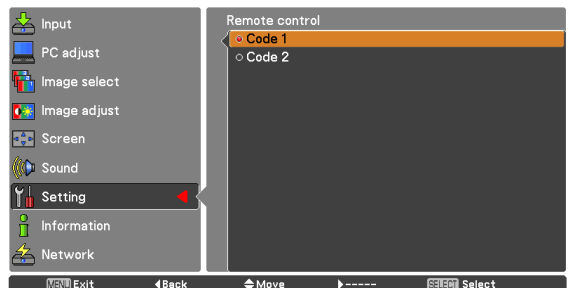 Input
PC adjust
Image select
Image adjust
Screen
Sound
Setting
Information
Network
Remote control
Code 1
Code 2
MENU Exit ◀Back ◆Move ▶----- SELECT Select